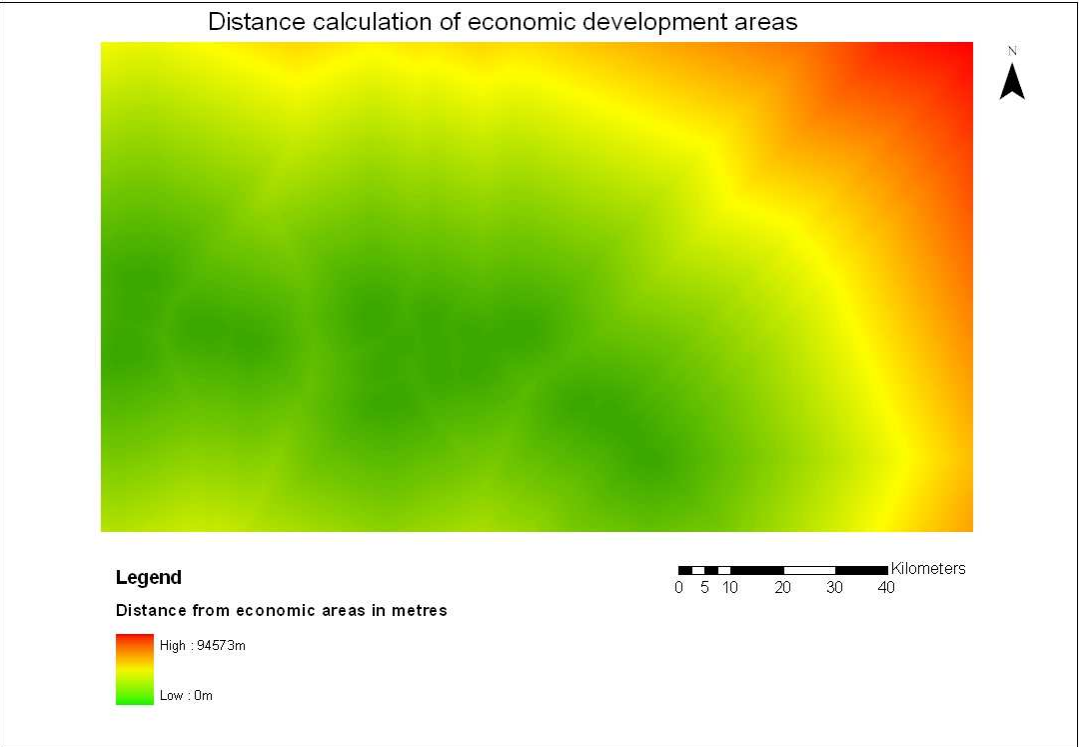 Distance calculation of economic development areas
N
Legend
Distance from economic areas in metres
High : 94573m
Low : 0m
Kilometers
0 5 10 20 30 40